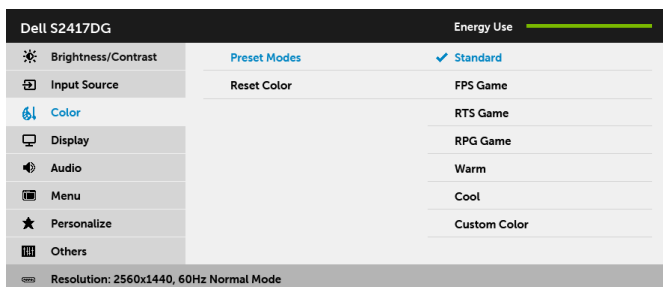 Dell S2417DG Energy Use
Brightness/Contrast Preset Modes Standard
Input Source Reset Color FPS Game
Color RTS Game
Display RPG Game
Audio Warm
Menu Cool
Personalize Custom Color
Others
Resolution: 2560x1440, 60Hz Normal Mode